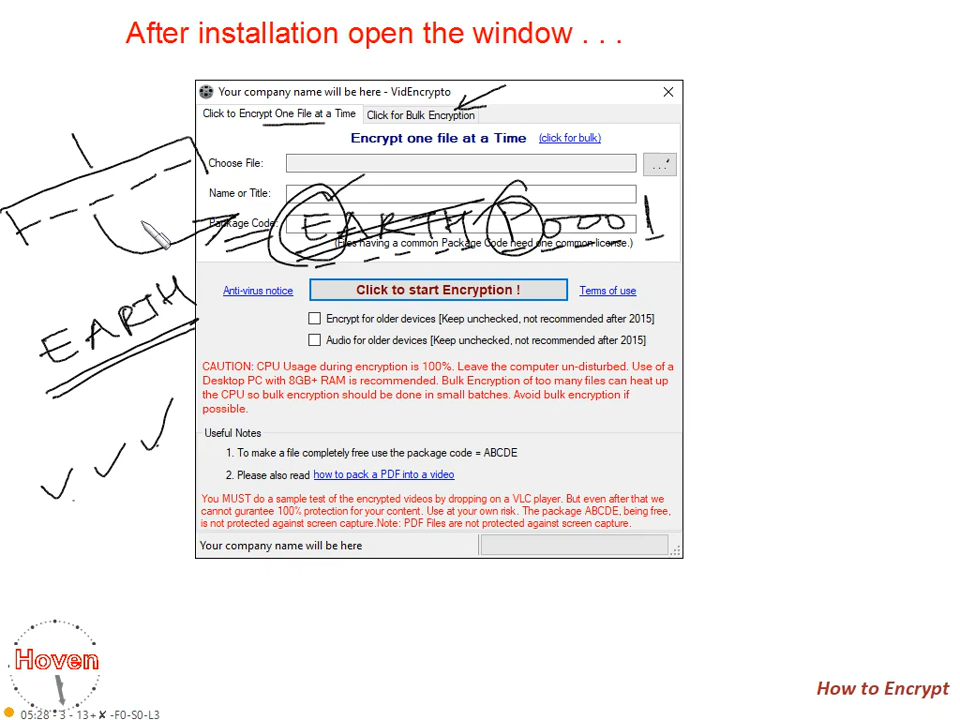 After installation open the window . . .
Your company name will be here - VidEncrypto
Click to Encrypt One File at a Time
Click for Bulk Encryption
Encrypt one file at a Time (click for bulk)
Choose File:
...
Name or Title:
Package Code:
EARTHP00001
(Files having a common Package Code need one common license.)
EARTH
Anti-virus notice
Click to start Encryption !
Terms of use
Encrypt for older devices [Keep unchecked, not recommended after 2015]
Audio for older devices [Keep unchecked, not recommended after 2015]
CAUTION: CPU Usage during encryption is 100%. Leave the computer un-disturbed. Use of a
Desktop PC with 8GB+ RAM is recommended. Bulk Encryption of too many files can heat up
the CPU so bulk encryption should be done in small batches. Avoid bulk encryption if
possible.
Useful Notes
1. To make a file completely free use the package code = ABCDE
2. Please also read how to pack a PDF into a video
You MUST do a sample test of the encrypted videos by dropping on a VLC player. But even after that we
cannot gurantee 100% protection for your content. Use at your own risk. The package ABCDE, being free,
is not protected against screen capture.Note: PDF Files are not protected against screen capture.
Your company name will be here
Hoven
How to Encrypt
05:28 - 3 - 13+✘ -F0-S0-L3